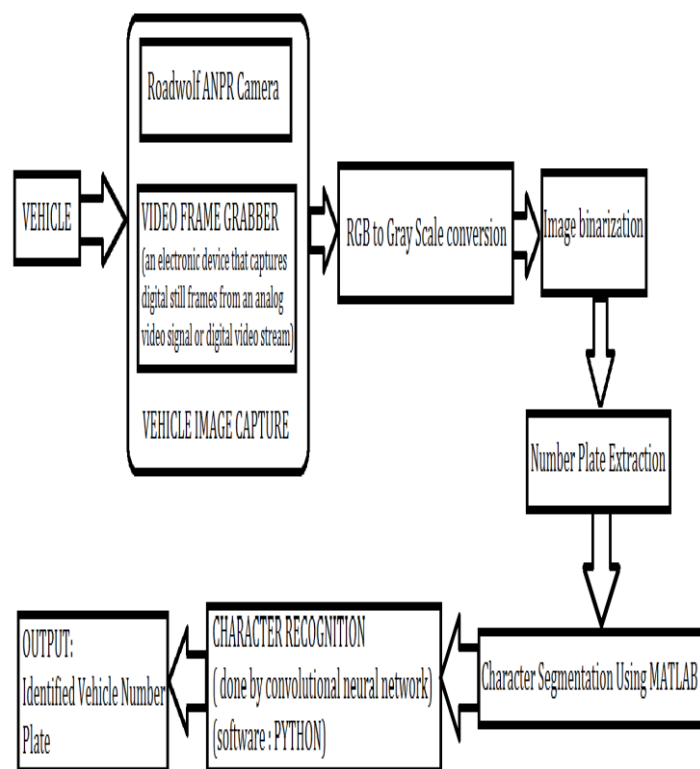 Roadwolf ANPR Camera
VEHICLE
VIDEO FRAME GRABBER
(an electronic device that captures
digital still frames from an analog
video signal or digital video stream)
VEHICLE IMAGE CAPTURE
RGB to Gray Scale conversion
Image binarization
Number Plate Extraction
Character Segmentation Using MATLAB
CHARACTER RECOGNITION
( done by convolutional neural network)
(software : PYTHON)
OUTPUT:
Identified Vehicle Number
Plate